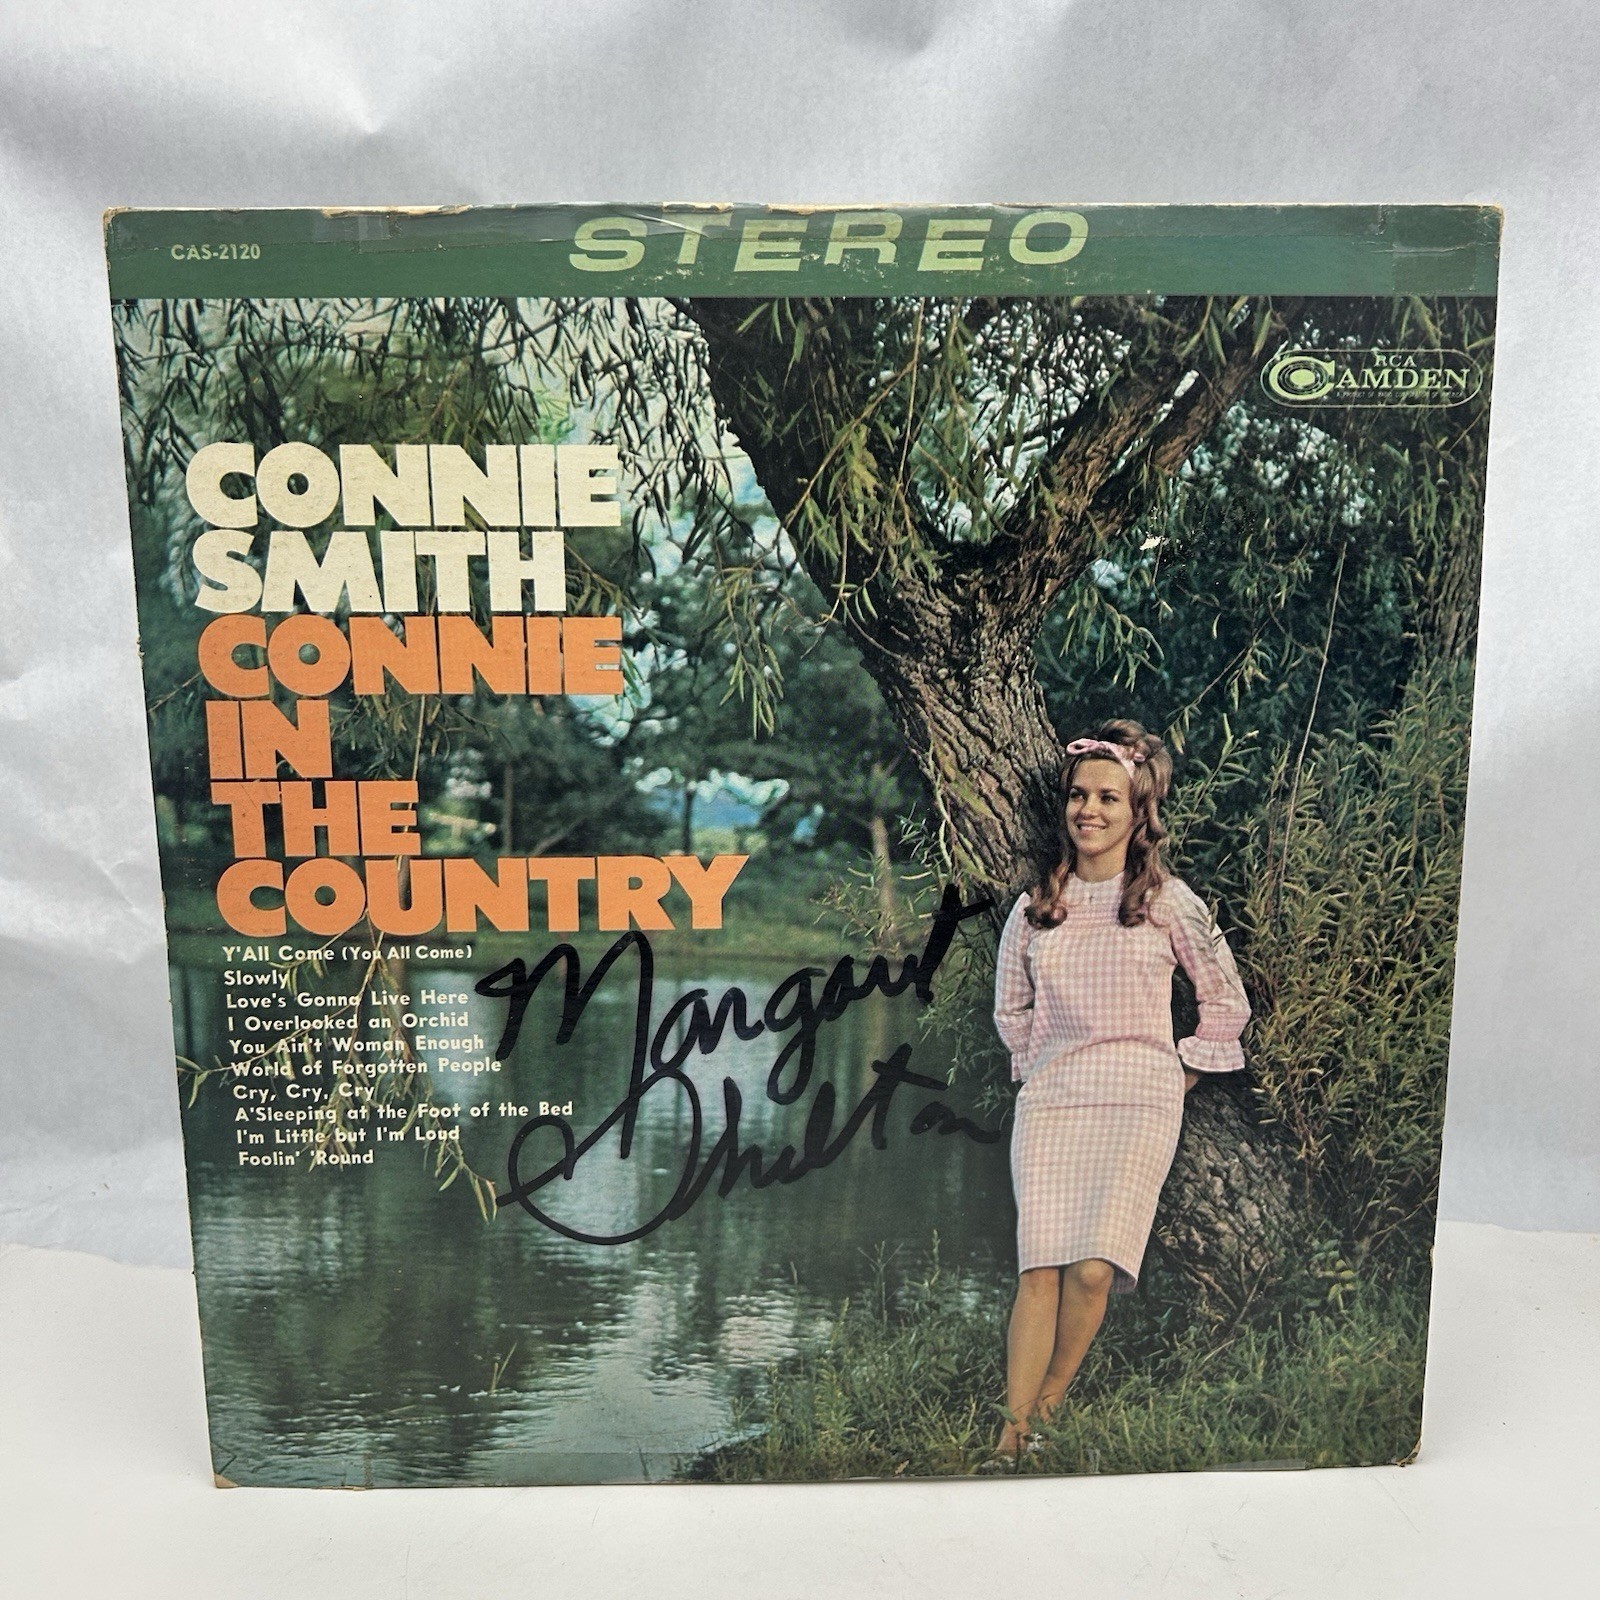 CAS-2120
STEREO
RCA
CAMDEN
CONNIE
SMITH
CONNIE
IN
THE
COUNTRY
Y'All Come (You All Come)
Slowly
Love's Gonna Live Here
I Overlooked an Orchid
You Ain't Woman Enough
World of Forgotten People
Cry, Cry, Cry
A'Sleeping at the Foot of the Bed
I'm Little but I'm Loud
Foolin' 'Round
Margaret
Shelton